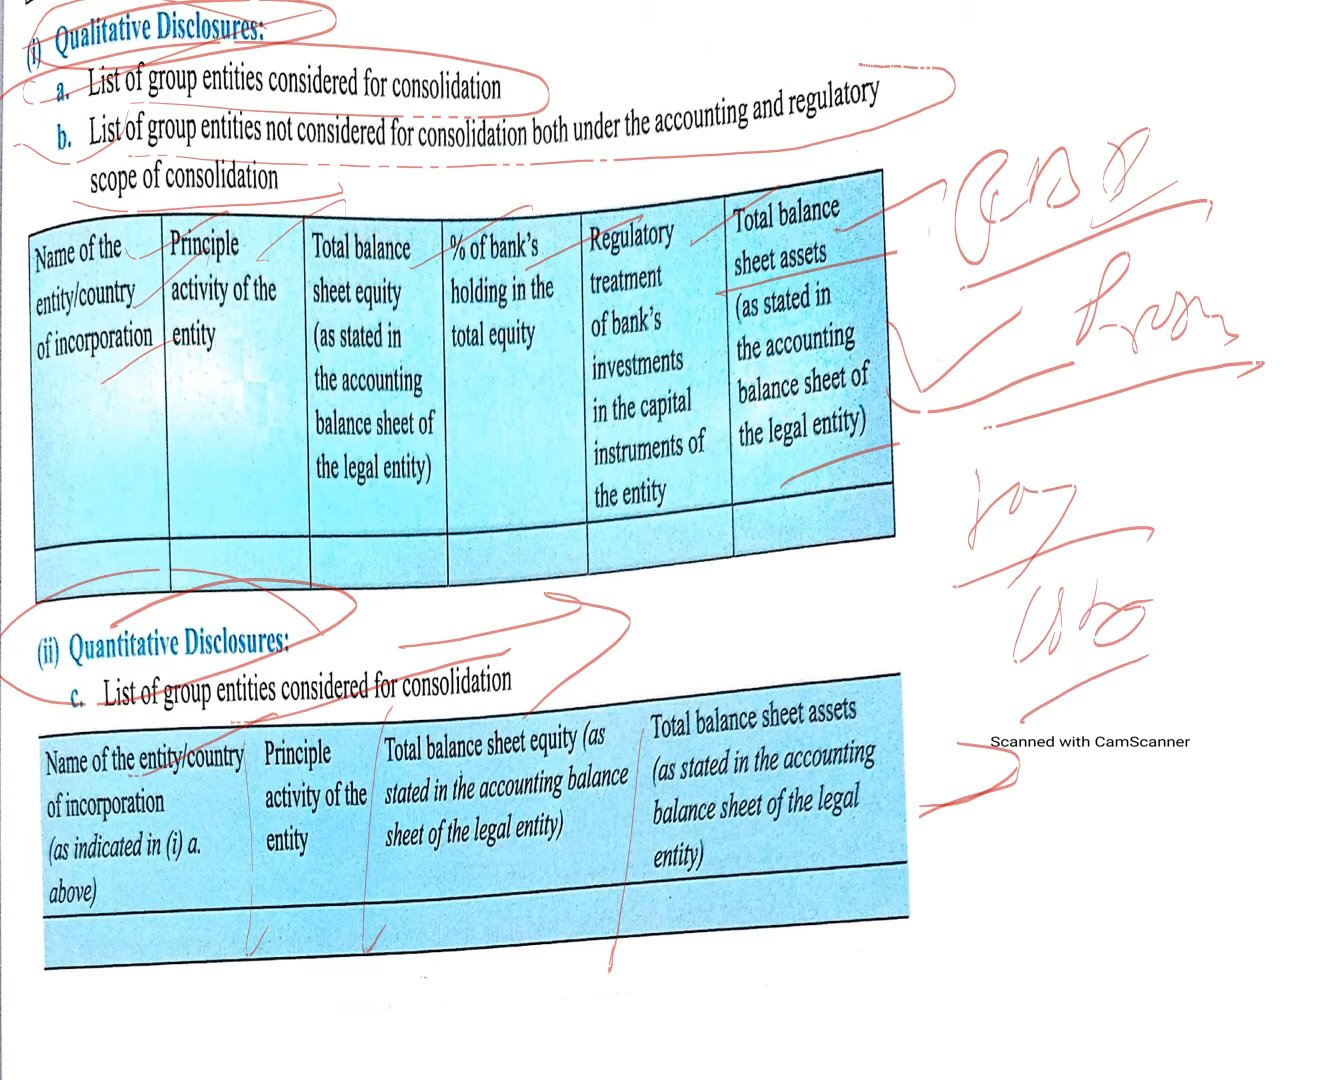 (i) Qualitative Disclosures:
a. List of group entities considered for consolidation
b. List of group entities not considered for consolidation both under the accounting and regulatory
scope of consolidation
Name of the
entity/country
of incorporation
Principle
activity of the
entity
Total balance
sheet equity
(as stated in
the accounting
balance sheet of
the legal entity)
% of bank's
holding in the
total equity
Regulatory
treatment
of bank's
investments
in the capital
instruments of
the entity
Total balance
sheet assets
(as stated in
the accounting
balance sheet of
the legal entity)
(ii) Quantitative Disclosures:
c. List of group entities considered for consolidation
Name of the entity/country
of incorporation
(as indicated in (i) a.
above)
Principle
activity of the
entity
Total balance sheet equity (as
stated in the accounting balance
sheet of the legal entity)
Total balance sheet assets
(as stated in the accounting
balance sheet of the legal
entity)
Scanned with CamScanner